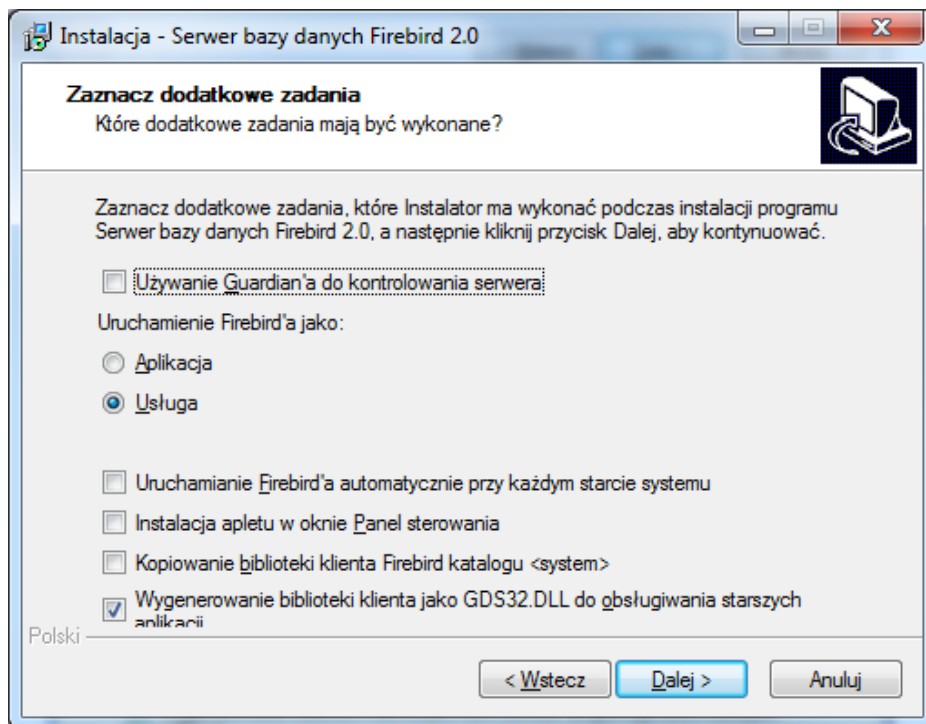 Instalacja - Serwer bazy danych Firebird 2.0
Zaznacz dodatkowe zadania
Które dodatkowe zadania mają być wykonane?
Zaznacz dodatkowe zadania, które Instalator ma wykonać podczas instalacji programu
Serwer bazy danych Firebird 2.0, a następnie kliknij przycisk Dalej, aby kontynuować.
Używanie Guardian'a do kontrolowania serwera
Uruchamienie Firebird'a jako:
Aplikacja
Usługa
Uruchamianie Firebird'a automatycznie przy każdym starcie systemu
Instalacja apletu w oknie Panel sterowania
Kopiowanie biblioteki klienta Firebird katalogu <system>
Wygenerowanie biblioteki klienta jako GDS32.DLL do obsługiwania starszych
aplikacji
Polski
< Wstecz
Dalej >
Anuluj